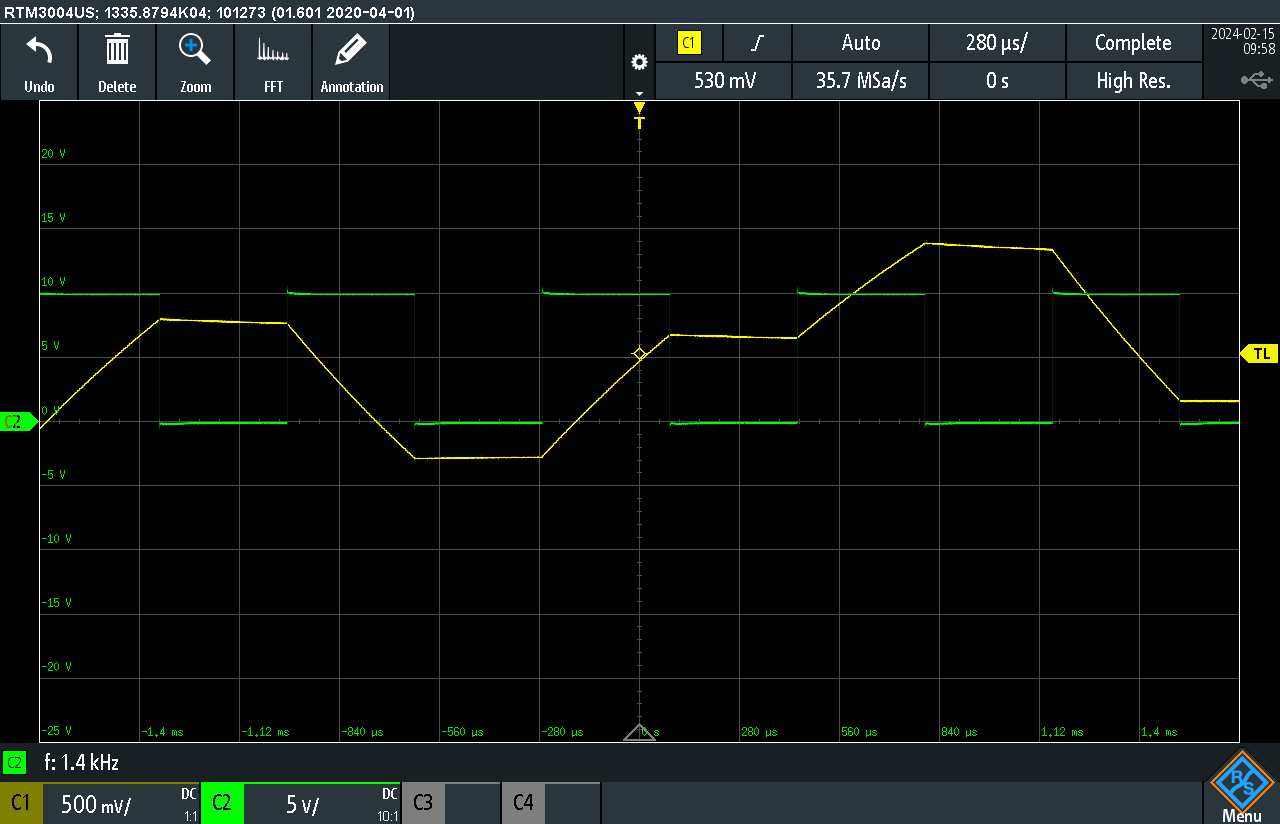 RTM3004US; 1335.8794K04; 101273 (01.601 2020-04-01)
Undo
Delete
Zoom
FFT
Annotation
C1
Auto
280 µs/
Complete
530 mV
35.7 MSa/s
0 s
High Res.
2024-02-15
09:58
T
20 V
15 V
10 V
5 V
TL
0 V
C2
-5 V
-10 V
-15 V
-20 V
-25 V
-1.4 ms
-1.12 ms
-840 µs
-560 µs
-280 µs
0 s
280 µs
560 µs
840 µs
1.12 ms
1.4 ms
C2
f: 1.4 kHz
C1
500 mV/
DC
1:1
C2
5 V/
DC
10:1
C3
C4
R S
Menu